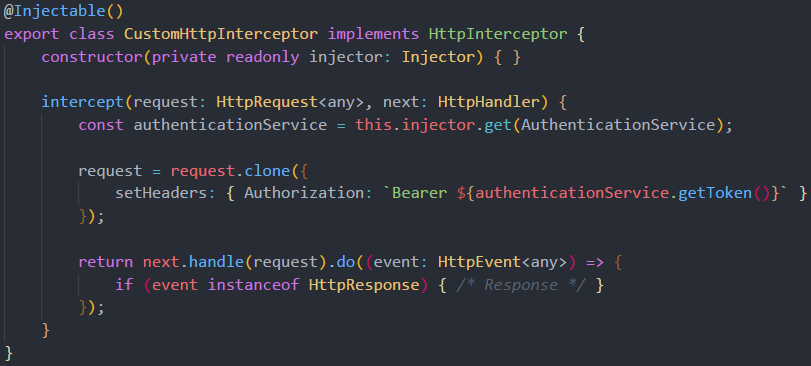 @Injectable()
export class CustomHttpInterceptor implements HttpInterceptor {
    constructor(private readonly injector: Injector) { }

    intercept(request: HttpRequest<any>, next: HttpHandler) {
        const authenticationService = this.injector.get(AuthenticationService);

        request = request.clone({
            setHeaders: { Authorization: `Bearer ${authenticationService.getToken()}` }
        });

        return next.handle(request).do((event: HttpEvent<any>) => {
            if (event instanceof HttpResponse) { /* Response */ }
        });
    }
}